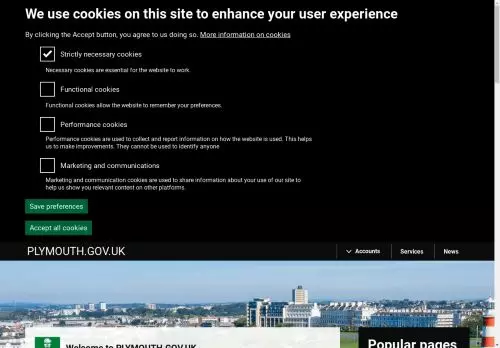 We use cookies on this site to enhance your user experience
By clicking the Accept button, you agree to us doing so. More information on cookies
Strictly necessary cookies
Necessary cookies are essential for the website to work.
Functional cookies
Functional cookies allow the website to remember your preferences.
Performance cookies
Performance cookies are used to collect and report information on how the website is used. This helps
us to make improvements. They cannot be used to identify anyone
Marketing and communications
Marketing and communication cookies are used to share information about your use of our site to
help us show you relevant content on other platforms.
Save preferences
Accept all cookies
PLYMOUTH.GOV.UK
Accounts
Services
News
Welcome to PLYMOUTH.GOV.UK
Popular pages